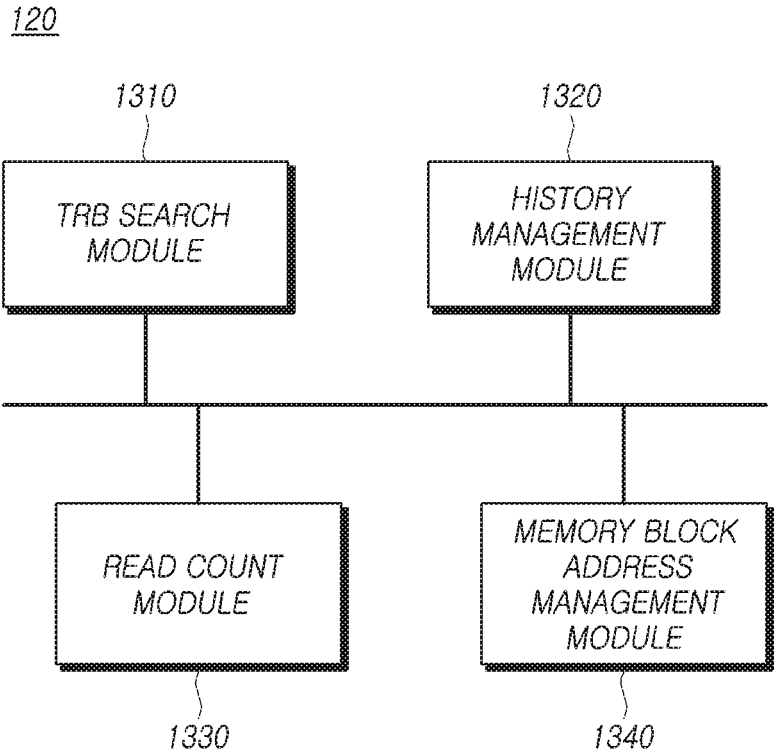 120
1310
1320
TRB SEARCH
MODULE
HISTORY
MANAGEMENT
MODULE
READ COUNT
MODULE
MEMORY BLOCK
ADDRESS
MANAGEMENT
MODULE
1330
1340